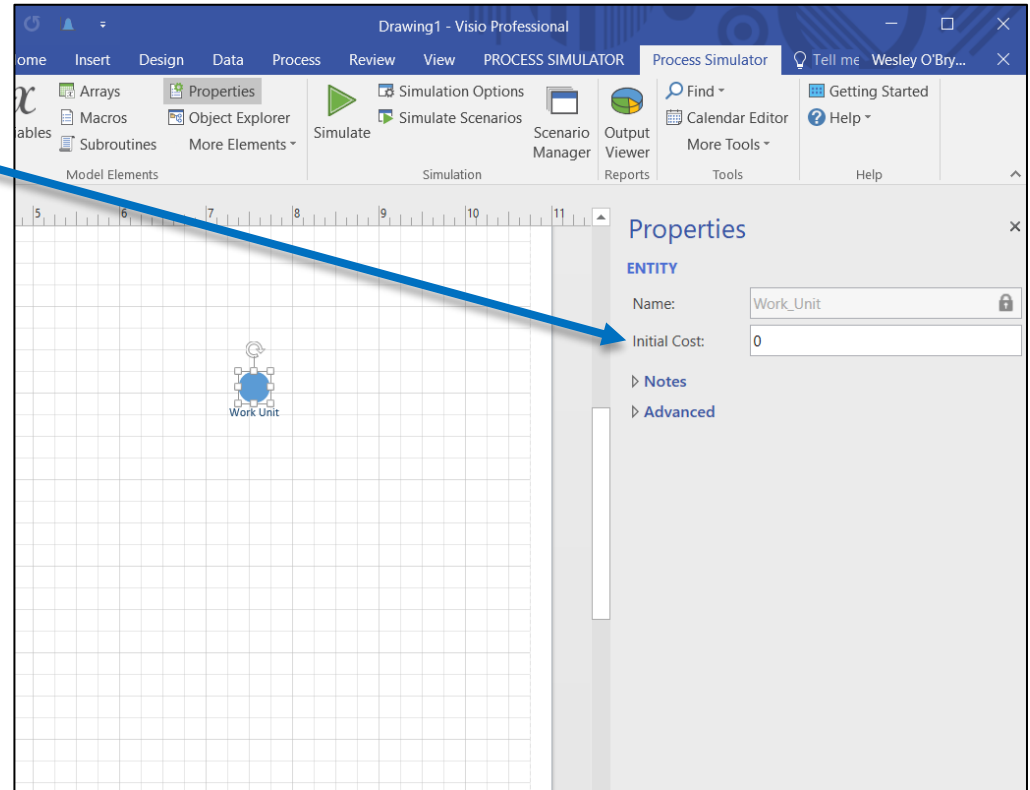 Drawing1 - Visio Professional
ome Insert Design Data Process Review View PROCESS SIMULATOR Process Simulator Tell me Wesley O'Bry...
x
iables
Arrays
Macros
Subroutines
Model Elements
Properties
Object Explorer
More Elements
Simulate
Simulation Options
Simulate Scenarios
Scenario
Manager
Simulation
Output
Viewer
Reports
Find
Calendar Editor
More Tools
Tools
Getting Started
Help
Help
5 6 7 8 9 10 11
Work Unit
Properties
ENTITY
Name: Work_Unit
Initial Cost: 0
Notes
Advanced